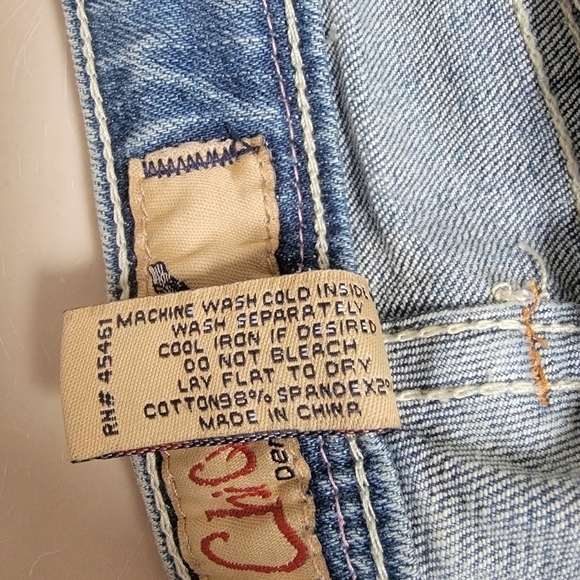 MACHINE WASH COLD INSIDE
WASH SEPARATELY
COOL IRON IF DESIRED
DO NOT BLEACH
LAY FLAT TO DRY
COTTON98% SPANDEX2%
MADE IN CHINA
RN# 45461